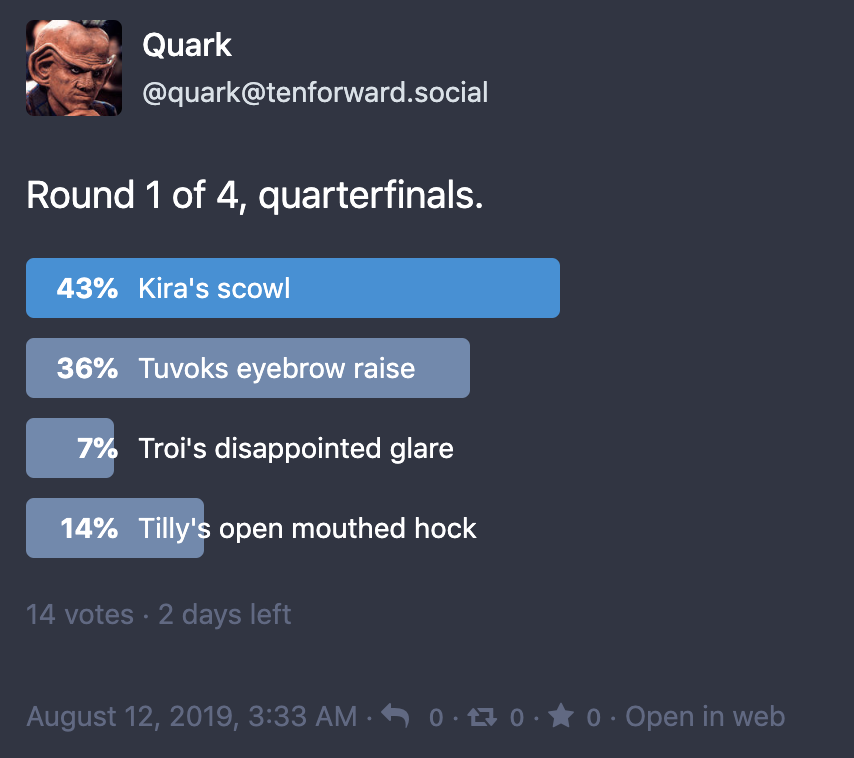 Quark
@quark@tenforward.social
Round 1 of 4, quarterfinals.
43% Kira's scowl
36% Tuvoks eyebrow raise
7% Troi's disappointed glare
14% Tilly's open mouthed hock
14 votes · 2 days left
August 12, 2019, 3:33 AM · 0 · 0 · 0 · Open in web